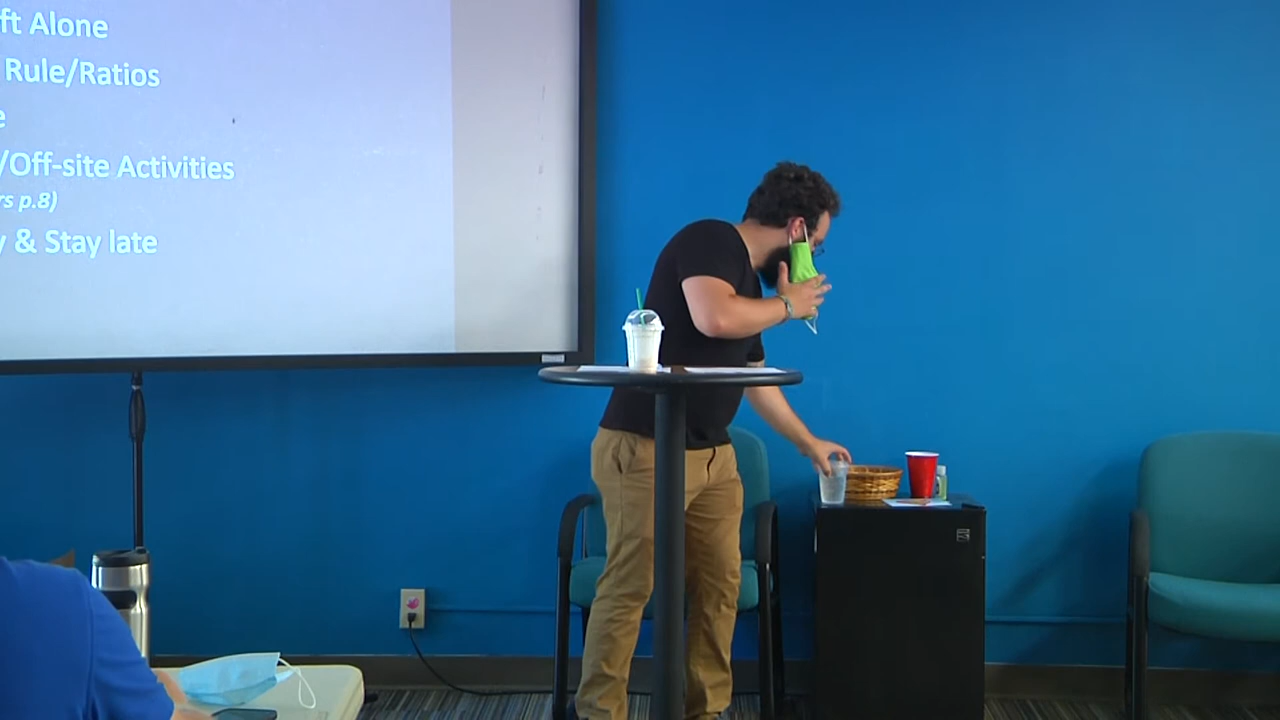 ft Alone
Rule/Ratios
e
/Off-site Activities
rs p.8)
y & Stay late